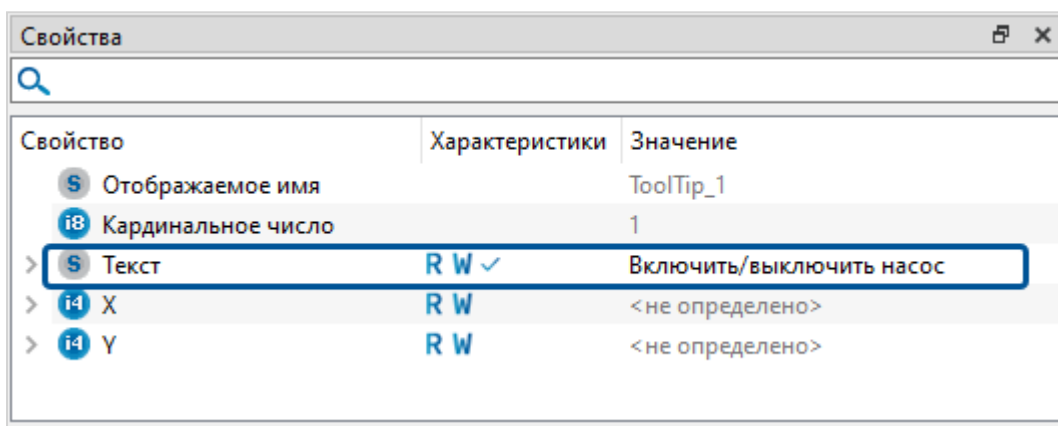 Свойства
Свойство Характеристики Значение
S Отображаемое имя ToolTip_1
i8 Кардинальное число 1
S Текст R W Включить/выключить насос
i4 X R W <не определено>
i4 Y R W <не определено>